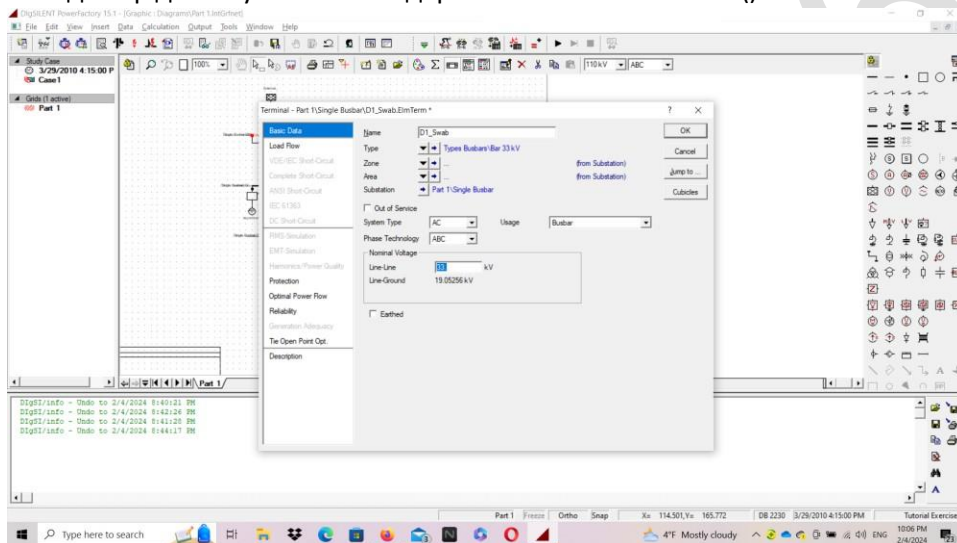 DIgSILENT PowerFactory 15.1 - [Graphic : Diagrams\Part 1.IntGrfnet]
File Edit View Insert Data Calculation Output Tools Window Help
100%
110 kV
ABC
Study Case
3/29/2010 4:15:00 P
Case1
Grids (1 active)
Part 1
Terminal - Part 1\Single Busbar\D1_Swab.ElmTerm * ?
Basic Data
Load Flow
VDE/IEC Short-Circuit
Complete Short-Circuit
ANSI Short-Circuit
IEC 61363
DC Short-Circuit
RMS-Simulation
EMT-Simulation
Harmonics/Power Quality
Protection
Optimal Power Flow
Reliability
Generation Adequacy
Tie Open Point Opt.
Description
Name D1_Swab
Type Types Busbars\Bar 33 kV
Zone ... (from Substation)
Area ... (from Substation)
Substation Part 1\Single Busbar
Out of Service
System Type AC Usage Busbar
Phase Technology ABC
Nominal Voltage
Line-Line 33. kV
Line-Ground 19.05256 kV
Earthed
OK
Cancel
Jump to ...
Cubicles
Part 1
DIgSI/info - Undo to 2/4/2024 8:40:21 PM
DIgSI/info - Undo to 2/4/2024 8:42:26 PM
DIgSI/info - Undo to 2/4/2024 8:41:28 PM
DIgSI/info - Undo to 2/4/2024 8:44:17 PM
Part 1 Freeze Ortho Snap X= 114.501,Y= 165.772 DB 2230 3/29/2010 4:15:00 PM Tutorial Exercise
Type here to search
4°F Mostly cloudy
ENG
10:06 PM
2/4/2024